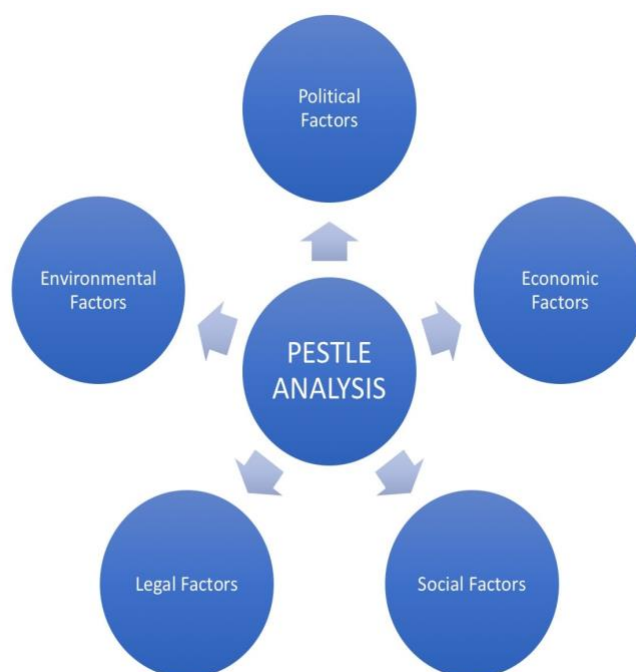 Political
Factors
Environmental
Factors
Economic
Factors
PESTLE
ANALYSIS
Legal Factors
Social Factors